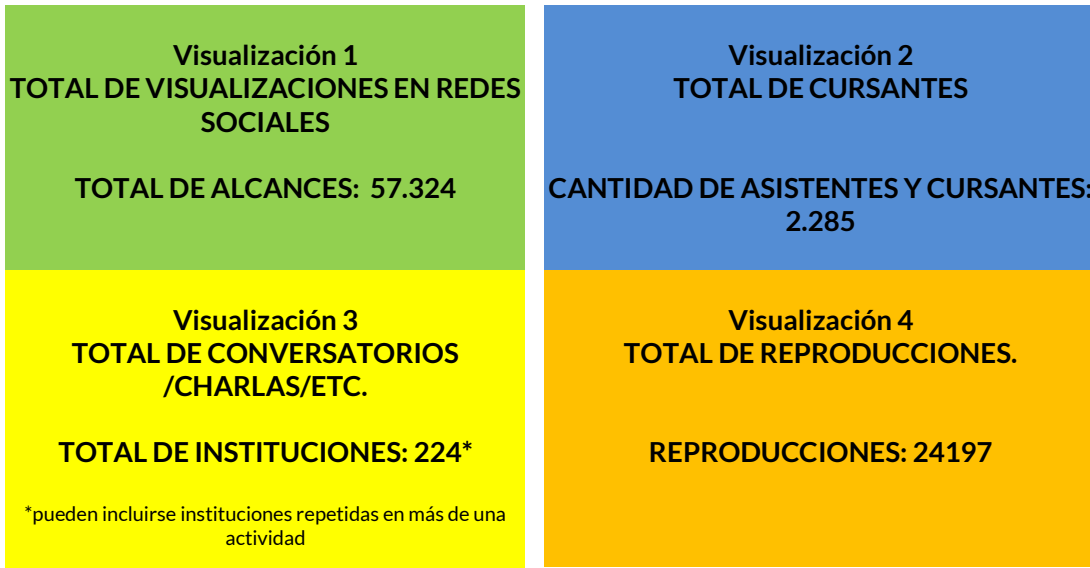 Visualización 1
TOTAL DE VISUALIZACIONES EN REDES
SOCIALES
TOTAL DE ALCANCES: 57.324
Visualización 2
TOTAL DE CURSANTES
CANTIDAD DE ASISTENTES Y CURSANTES:
2.285
Visualización 3
TOTAL DE CONVERSATORIOS
/CHARLAS/ETC.
TOTAL DE INSTITUCIONES: 224*
*pueden incluirse instituciones repetidas en más de una
actividad
Visualización 4
TOTAL DE REPRODUCCIONES.
REPRODUCCIONES: 24197